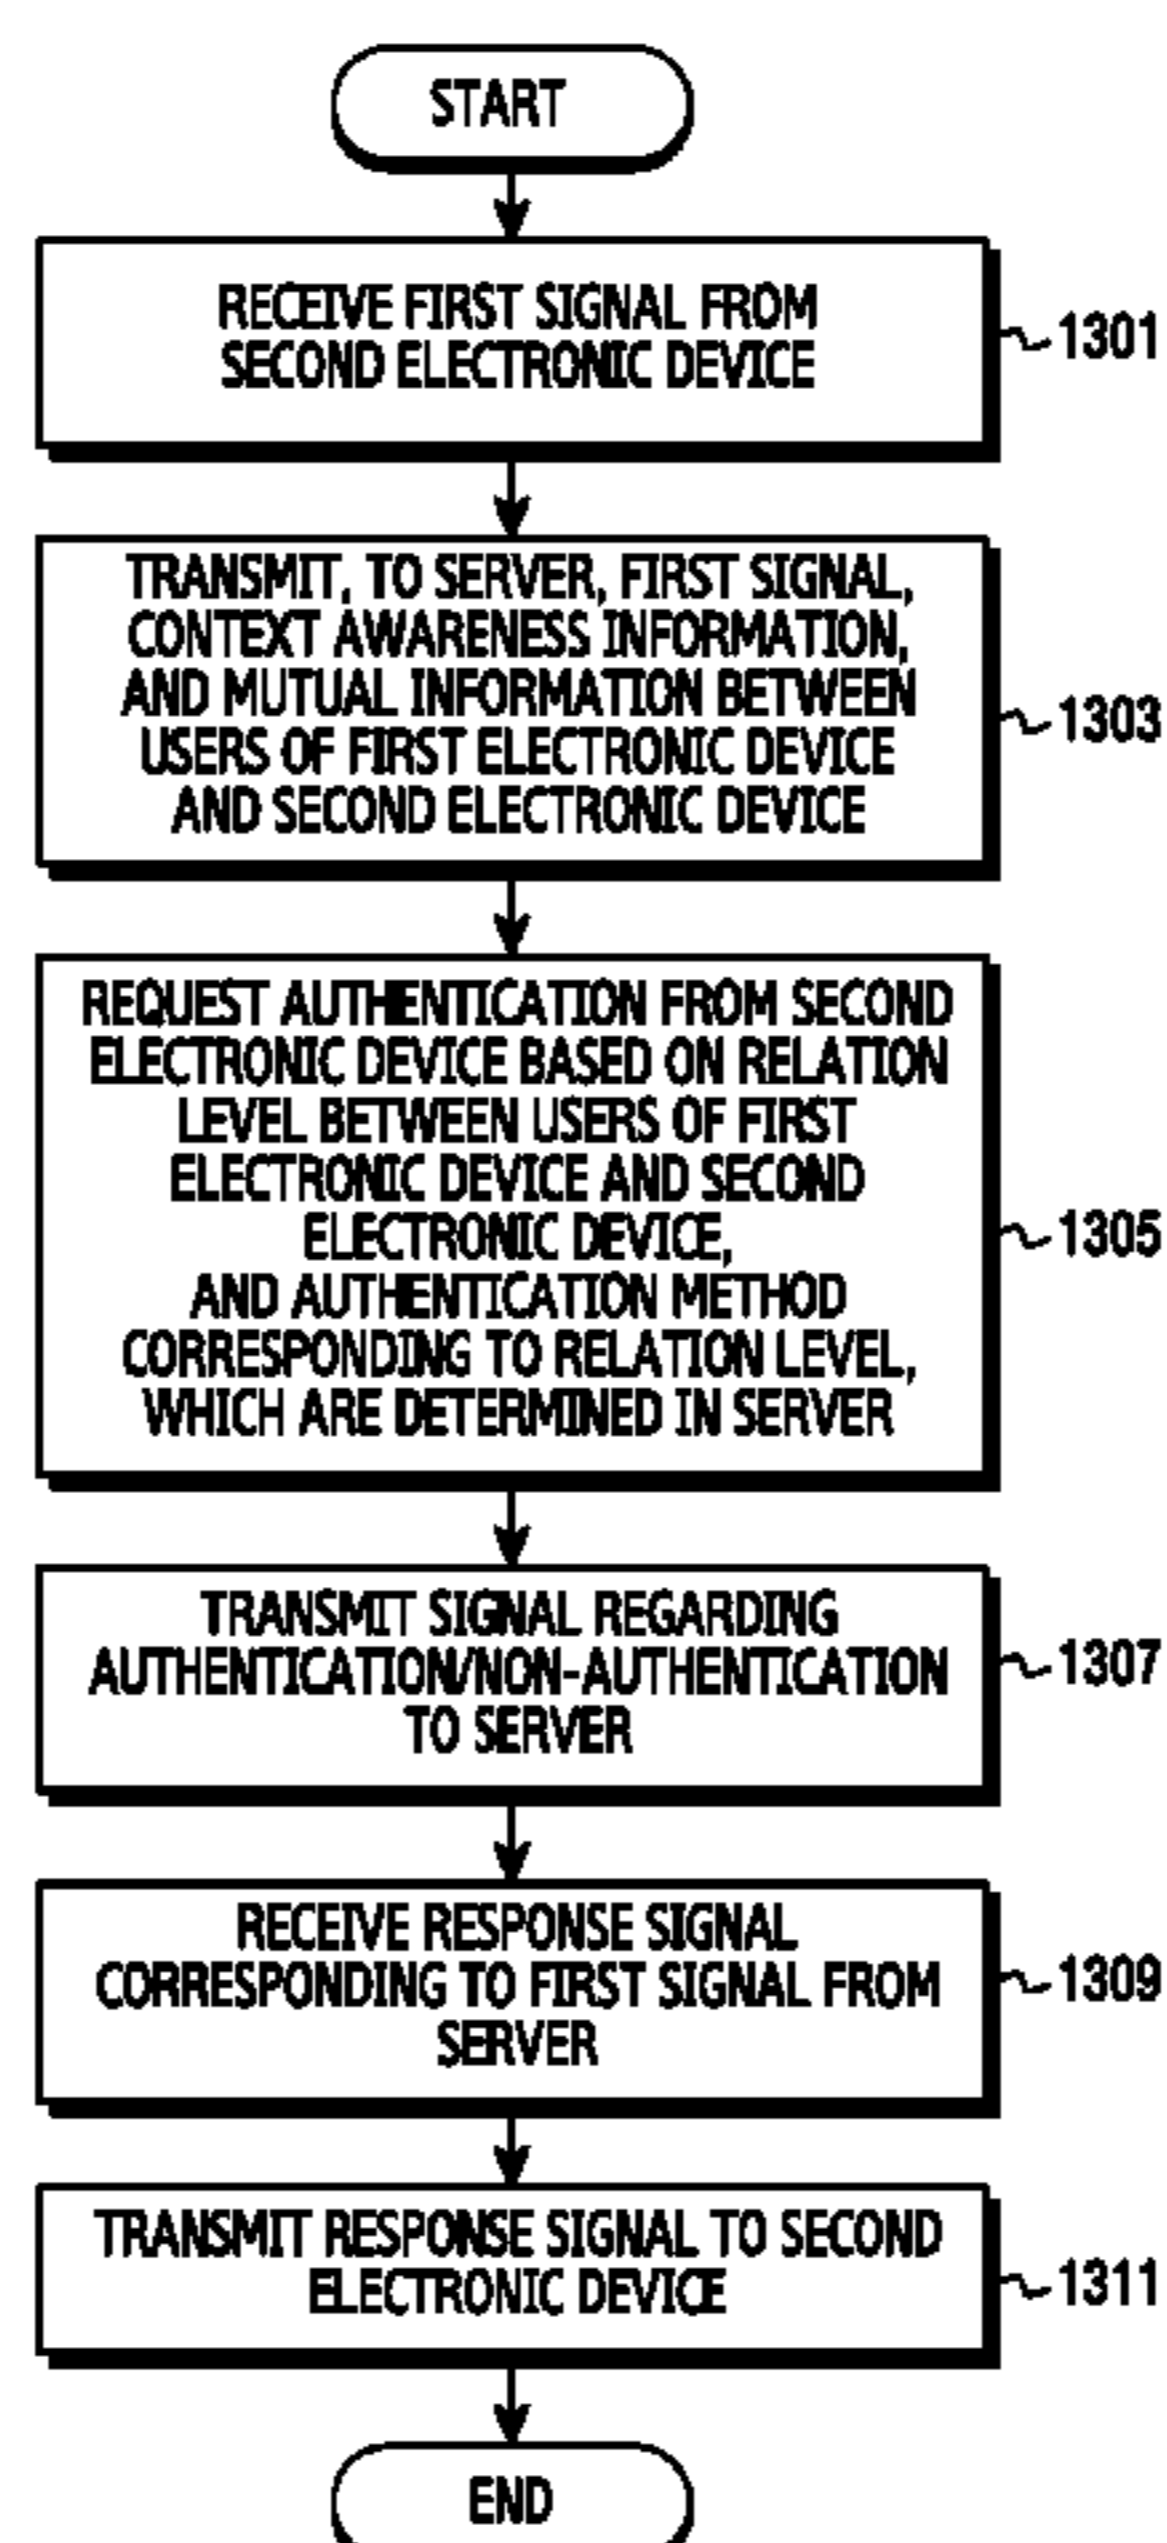 START
RECEIVE FIRST SIGNAL FROM
SECOND ELECTRONIC DEVICE
1301
TRANSMIT, TO SERVER, FIRST SIGNAL,
CONTEXT AWARENESS INFORMATION,
AND MUTUAL INFORMATION BETWEEN
USERS OF FIRST ELECTRONIC DEVICE
AND SECOND ELECTRONIC DEVICE
1303
REQUEST AUTHENTICATION FROM SECOND
ELECTRONIC DEVICE BASED ON RELATION
LEVEL BETWEEN USERS OF FIRST
ELECTRONIC DEVICE AND SECOND
ELECTRONIC DEVICE,
AND AUTHENTICATION METHOD
CORRESPONDING TO RELATION LEVEL,
WHICH ARE DETERMINED IN SERVER
1305
TRANSMIT SIGNAL REGARDING
AUTHENTICATION/NON-AUTHENTICATION
TO SERVER
1307
RECEIVE RESPONSE SIGNAL
CORRESPONDING TO FIRST SIGNAL FROM
SERVER
1309
TRANSMIT RESPONSE SIGNAL TO SECOND
ELECTRONIC DEVICE
1311
END